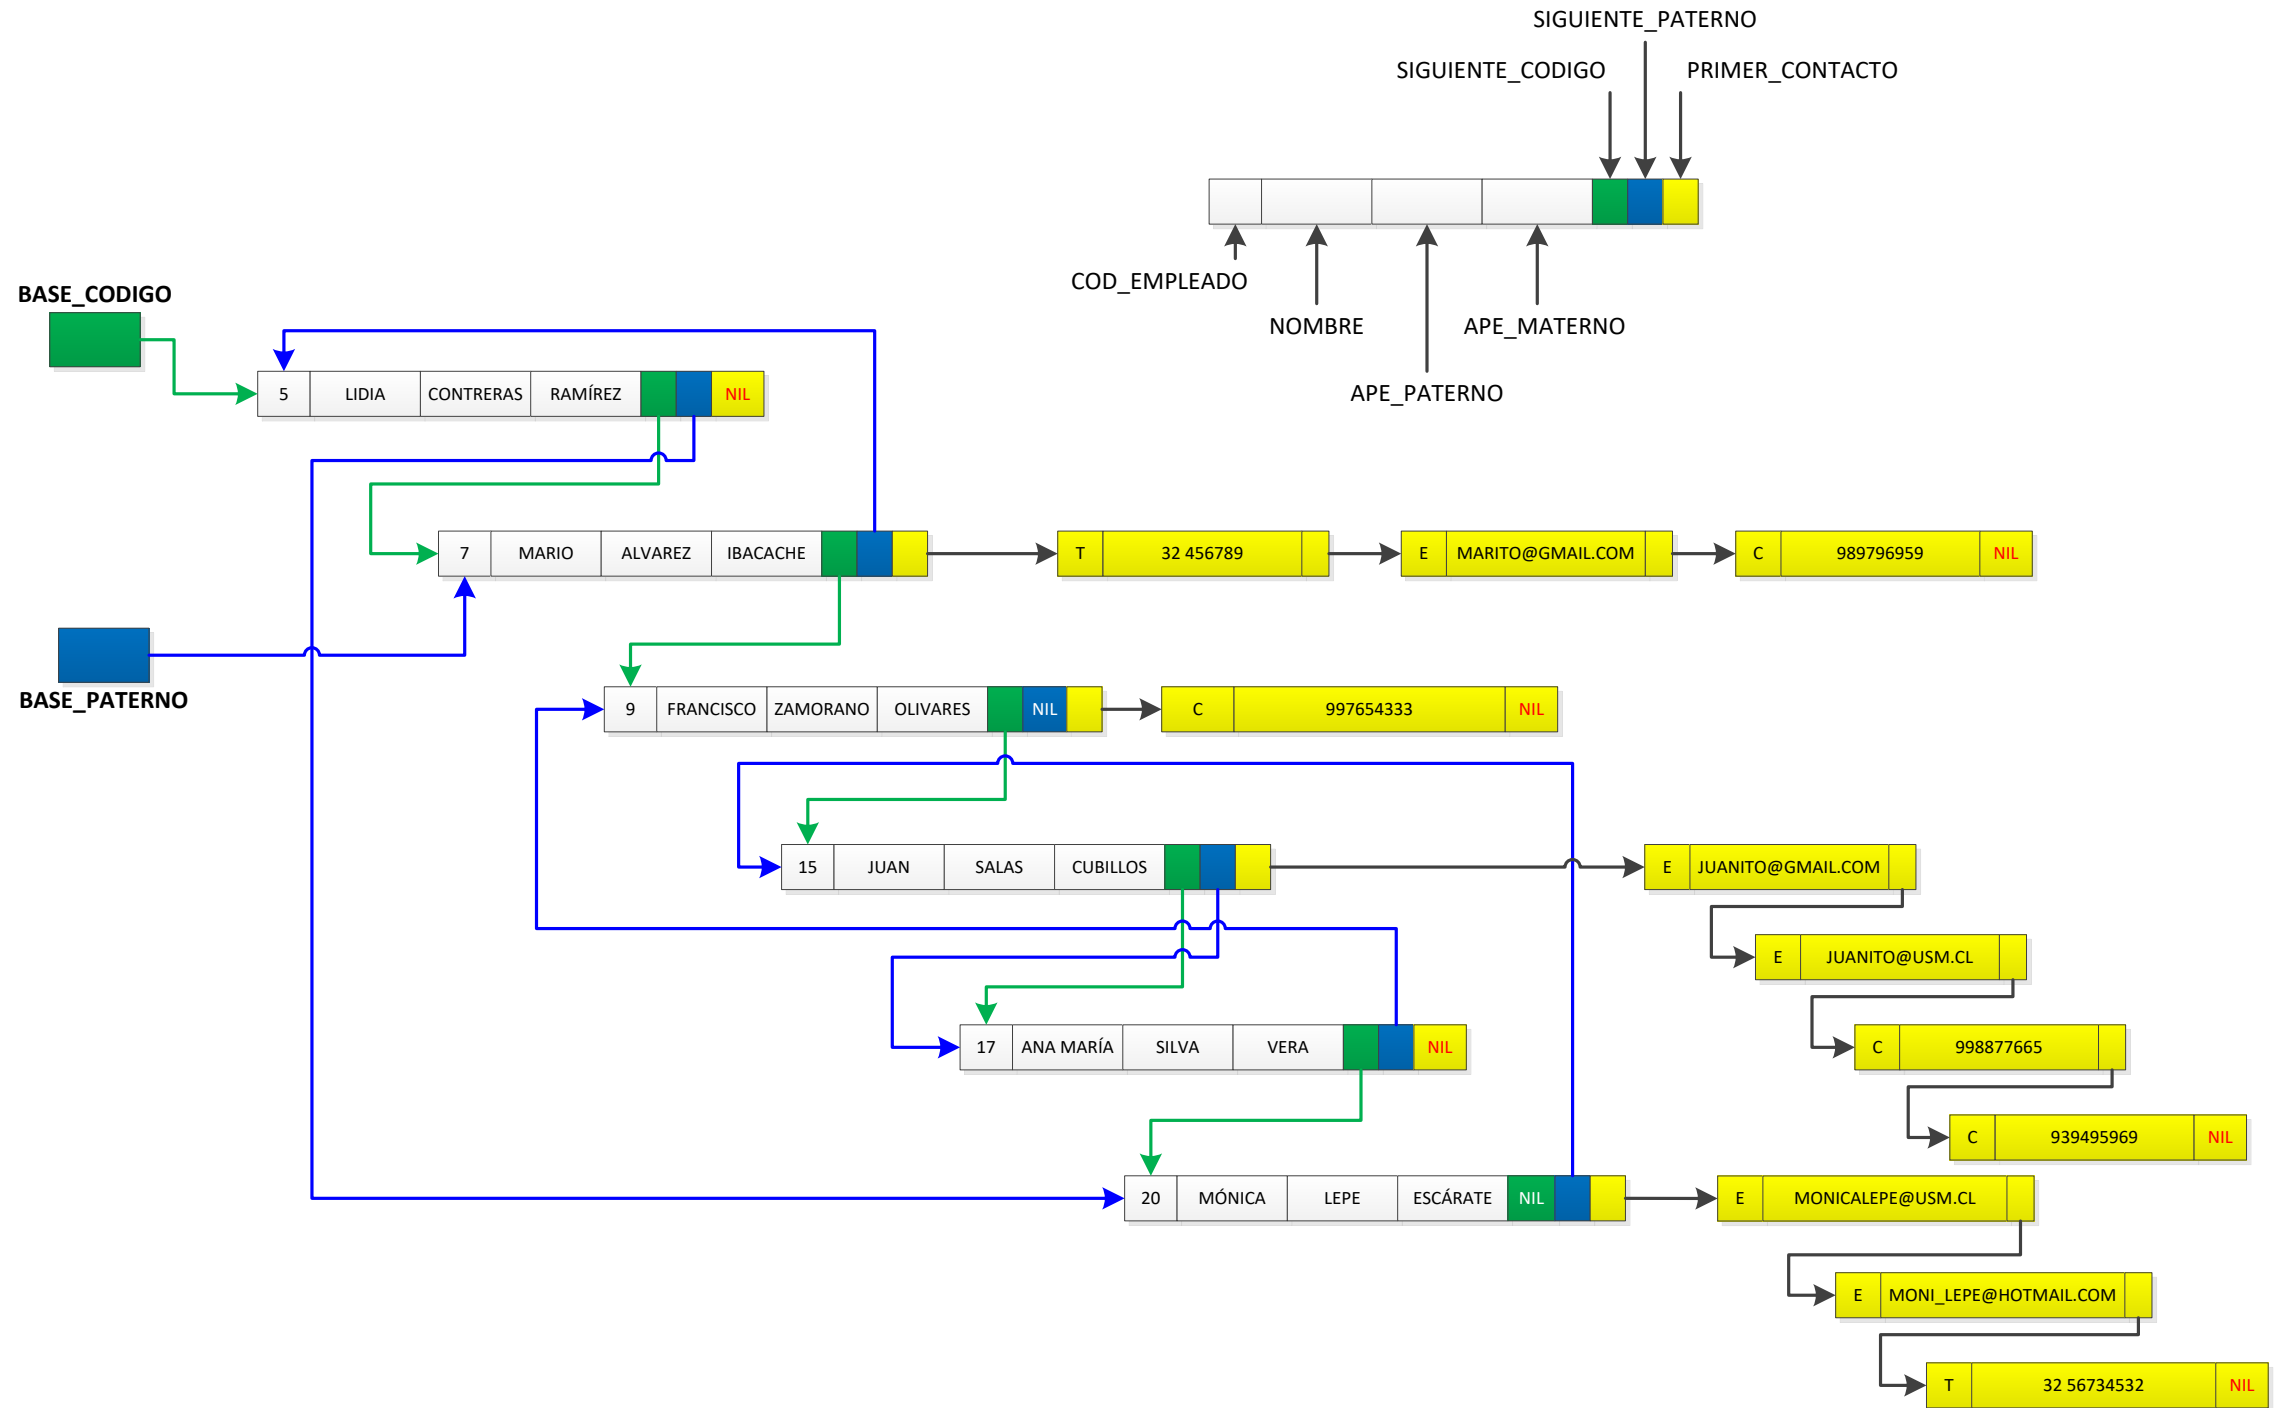 SIGUIENTE_PATERNO
SIGUIENTE_CODIGO PRIMER_CONTACTO
COD_EMPLEADO
NOMBRE APE_MATERNO
APE_PATERNO
BASE_CODIGO
5 LIDIA CONTRERAS RAMÍREZ NIL
7 MARIO ALVAREZ IBACACHE T 32 456789 E MARITO@GMAIL.COM C 989796959 NIL
BASE_PATERNO
9 FRANCISCO ZAMORANO OLIVARES NIL C 997654333 NIL
15 JUAN SALAS CUBILLOS E JUANITO@GMAIL.COM
E JUANITO@USM.CL
17 ANA MARÍA SILVA VERA NIL C 998877665
C 939495969 NIL
20 MÓNICA LEPE ESCÁRATE NIL E MONICALEPE@USM.CL
E MONI_LEPE@HOTMAIL.COM
T 32 56734532 NIL